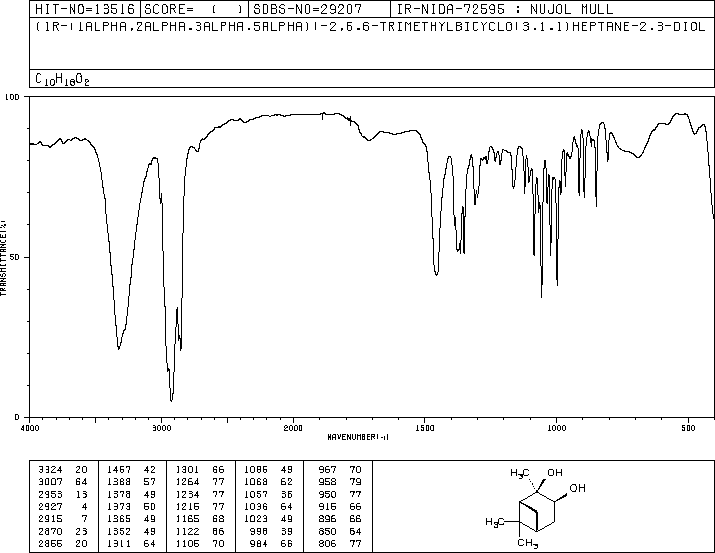 HIT-NO=13516 SCORE= ( ) SDBS-NO=29207 IR-NIDA-72595 : NUJOL MULL
(1R-(1ALPHA,2ALPHA,3ALPHA,5ALPHA))-2,6,6-TRIMETHYLBICYCLO(3.1.1)HEPTANE-2,3-DIOL
C10H18O2
100
50
0
TRANSMITTANCE(%)
4000 3000 2000 1500 1000 500
WAVENUMBER(-1)
3324 20 1467 42 1301 66 1086 49 967 70
3007 64 1388 57 1264 77 1068 62 958 79
2953 13 1378 49 1234 77 1057 36 950 77
2927 4 1373 50 1215 77 1036 64 915 66
2915 7 1365 49 1165 68 1023 49 896 66
2870 23 1352 49 1122 66 998 39 850 64
2855 20 1311 64 1105 70 984 66 806 77
H3C OH
OH
H3C
CH3